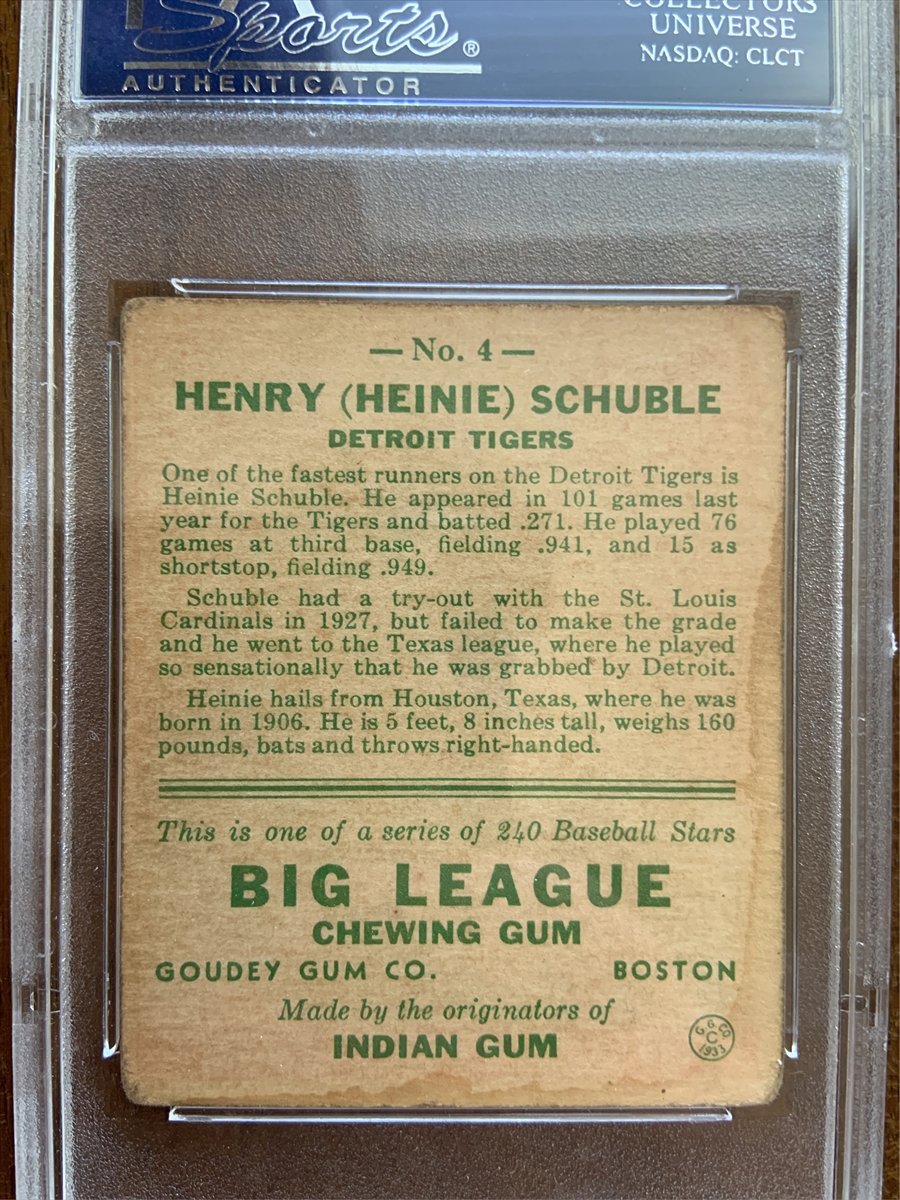 Sports ®
AUTHENTICATOR
COLLECTORS
UNIVERSE
NASDAQ: CLCT
— No. 4 —
HENRY (HEINIE) SCHUBLE
DETROIT TIGERS
One of the fastest runners on the Detroit Tigers is
Heinie Schuble. He appeared in 101 games last
year for the Tigers and batted .271. He played 76
games at third base, fielding .941, and 15 as
shortstop, fielding .949.
Schuble had a try-out with the St. Louis
Cardinals in 1927, but failed to make the grade
and he went to the Texas league, where he played
so sensationally that he was grabbed by Detroit.
Heinie hails from Houston, Texas, where he was
born in 1906. He is 5 feet, 8 inches tall, weighs 160
pounds, bats and throws right-handed.
This is one of a series of 240 Baseball Stars
BIG LEAGUE
CHEWING GUM
GOUDEY GUM CO. BOSTON
Made by the originators of
INDIAN GUM
G. G. CO.
C
1933